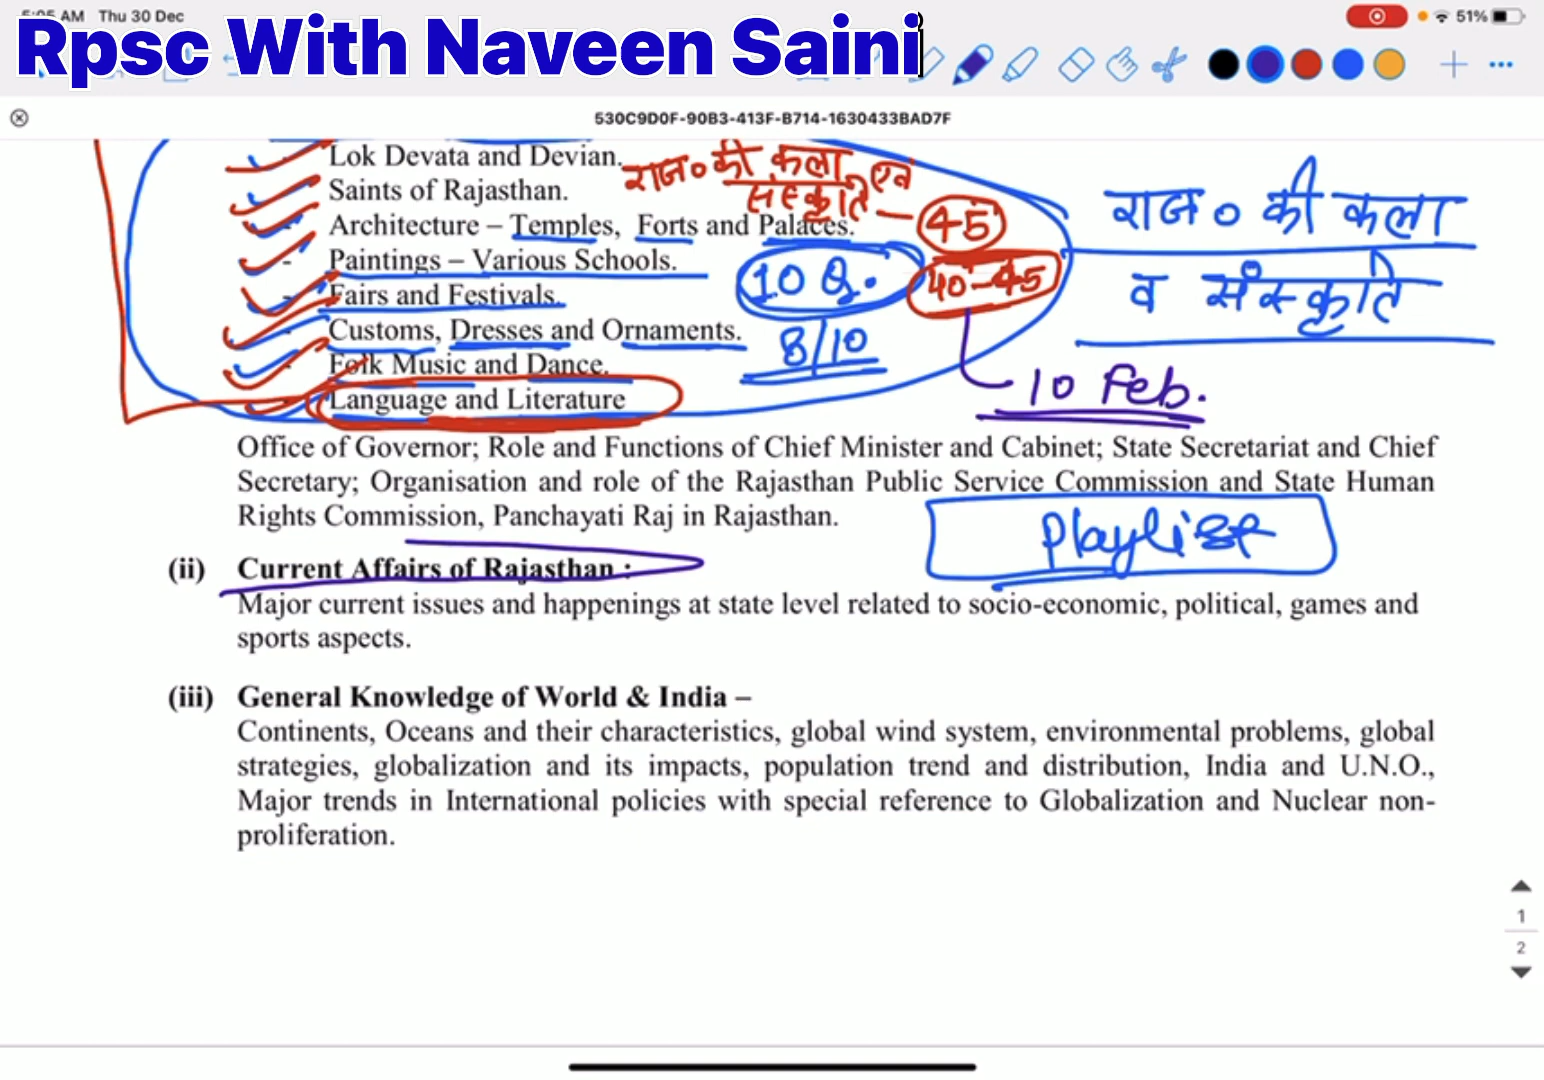 Thu 30 Dec
51%
Rpsc With Naveen Saini
530C9D0F-90B3-413F-B714-1630433BAD7F
Lok Devata and Devian.
राज० की कला एवं
Saints of Rajasthan.
संस्कृति — 45
राज० की कला
Architecture – Temples, Forts and Palaces.
- Paintings – Various Schools.
10 Q.
40-45
व संस्कृति
- Fairs and Festivals.
Customs, Dresses and Ornaments.
8/10
Folk Music and Dance.
10 Feb.
Language and Literature
Office of Governor; Role and Functions of Chief Minister and Cabinet; State Secretariat and Chief
Secretary; Organisation and role of the Rajasthan Public Service Commission and State Human
Rights Commission, Panchayati Raj in Rajasthan.
Playlist
(ii) Current Affairs of Rajasthan :
Major current issues and happenings at state level related to socio-economic, political, games and
sports aspects.
(iii) General Knowledge of World & India –
Continents, Oceans and their characteristics, global wind system, environmental problems, global
strategies, globalization and its impacts, population trend and distribution, India and U.N.O.,
Major trends in International policies with special reference to Globalization and Nuclear non-
proliferation.
1
2